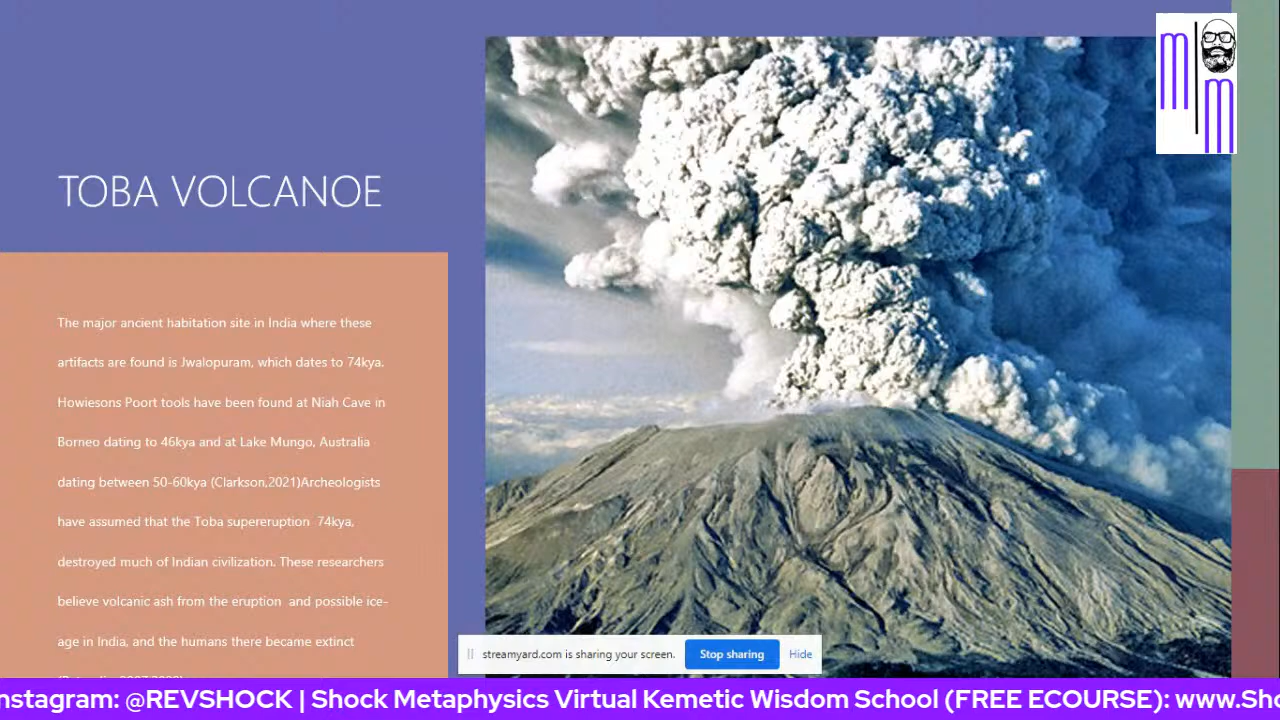 TOBA VOLCANOE
The major ancient habitation site in India where these
artifacts are found is Jwalopuram, which dates to 74kya.
Howiesons Poort tools have been found at Niah Cave in
Borneo dating to 46kya and at Lake Mungo, Australia
dating between 50-60kya (Clarkson,2021)Archeologists
have assumed that the Toba supereruption  74kya,
destroyed much of Indian civilization. These researchers
believe volcanic ash from the eruption  and possible ice-
age in India, and the humans there became extinct
m
m
streamyard.com is sharing your screen.
Stop sharing
Hide
nstagram: @REVSHOCK | Shock Metaphysics Virtual Kemetic Wisdom School (FREE ECOURSE): www.Sho